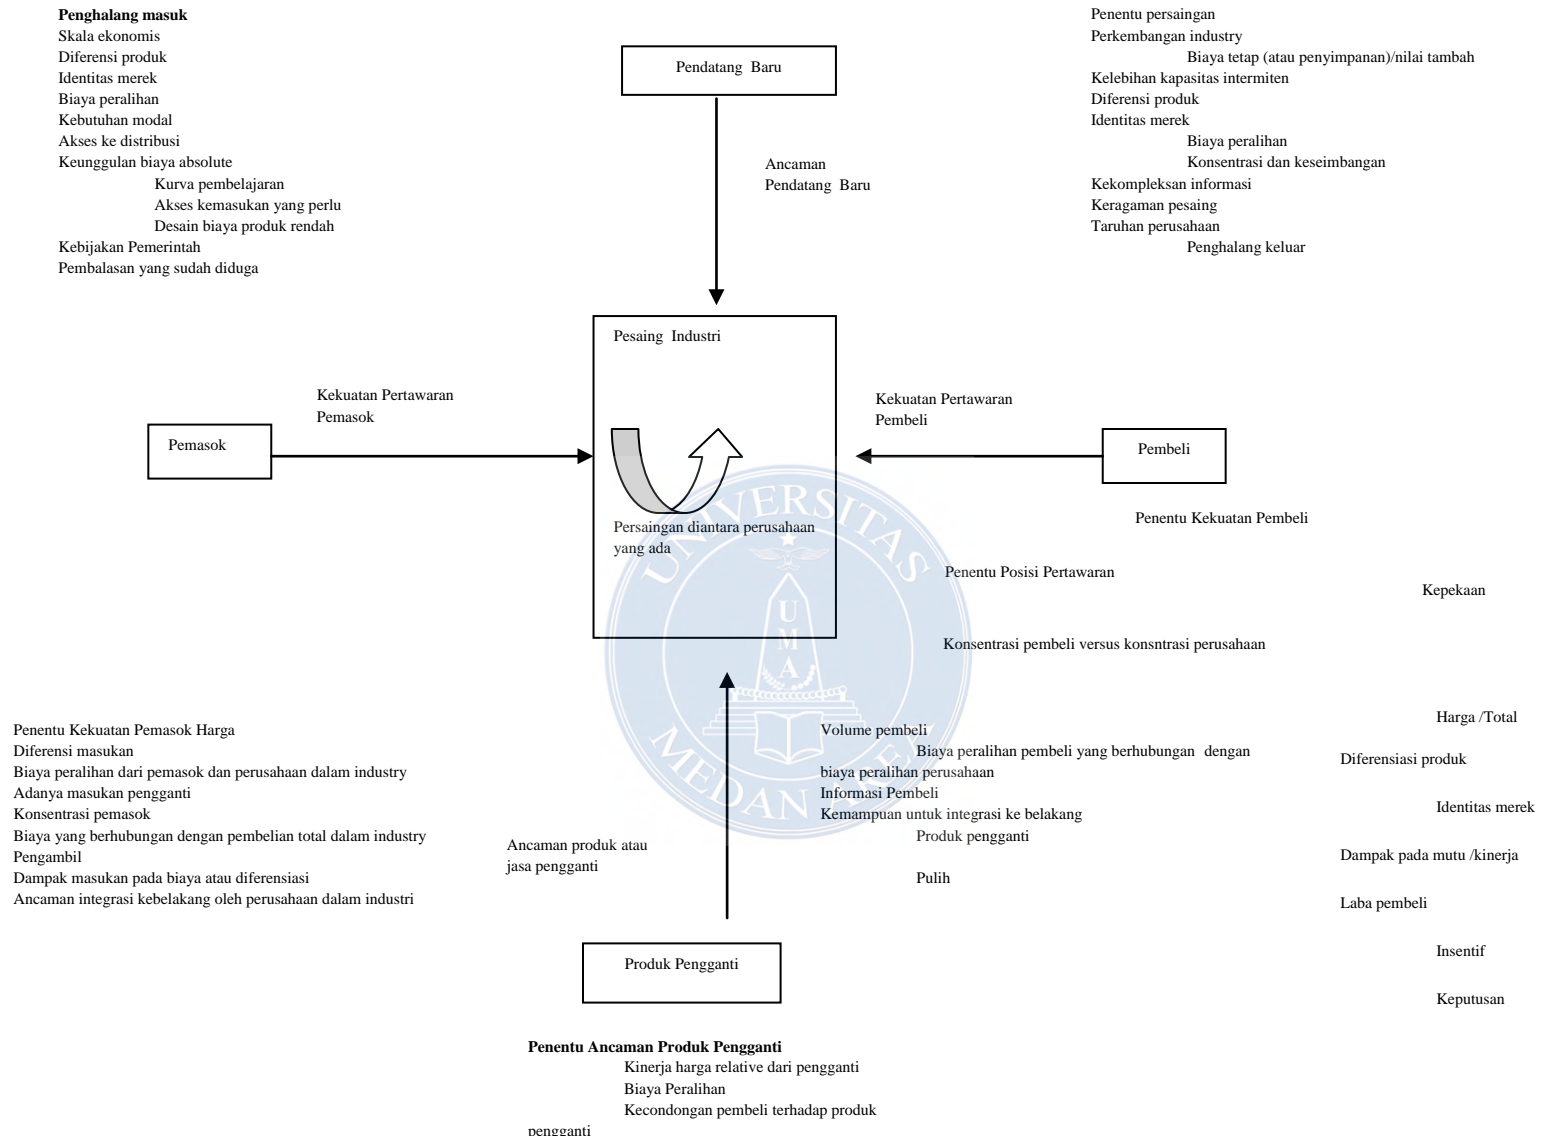 Penghalang masuk
Skala ekonomis
Diferensi produk
Identitas merek
Biaya peralihan
Kebutuhan modal
Akses ke distribusi
Keunggulan biaya absolute
Kurva pembelajaran
Akses kemasukan yang perlu
Desain biaya produk rendah
Kebijakan Pemerintah
Pembalasan yang sudah diduga
Pendatang Baru
Ancaman
Pendatang Baru
Penentu persaingan
Perkembangan industry
Biaya tetap (atau penyimpanan)/nilai tambah
Kelebihan kapasitas intermiten
Diferensi produk
Identitas merek
Biaya peralihan
Konsentrasi dan keseimbangan
Kekompleksan informasi
Keragaman pesaing
Taruhan perusahaan
Penghalang keluar
Pesaing Industri
Kekuatan Pertawaran
Pemasok
Pemasok
Kekuatan Pertawaran
Pembeli
Pembeli
Persaingan diantara perusahaan
yang ada
Penentu Kekuatan Pembeli
Penentu Posisi Pertawaran
Kepekaan
Konsentrasi pembeli versus konsntrasi perusahaan
UNIVERSITAS
MEDAN AREA
U
M
A
Penentu Kekuatan Pemasok Harga
Diferensi masukan
Biaya peralihan dari pemasok dan perusahaan dalam industry
Adanya masukan pengganti
Konsentrasi pemasok
Biaya yang berhubungan dengan pembelian total dalam industry
Pengambil
Dampak masukan pada biaya atau diferensiasi
Ancaman integrasi kebelakang oleh perusahaan dalam industri
Ancaman produk atau
jasa pengganti
Volume pembeli
Biaya peralihan pembeli yang berhubungan dengan
biaya peralihan perusahaan
Informasi Pembeli
Kemampuan untuk integrasi ke belakang
Produk pengganti
Pulih
Harga /Total
Diferensiasi produk
Identitas merek
Dampak pada mutu /kinerja
Laba pembeli
Insentif
Keputusan
Produk Pengganti
Penentu Ancaman Produk Pengganti
Kinerja harga relative dari pengganti
Biaya Peralihan
Kecondongan pembeli terhadap produk
pengganti